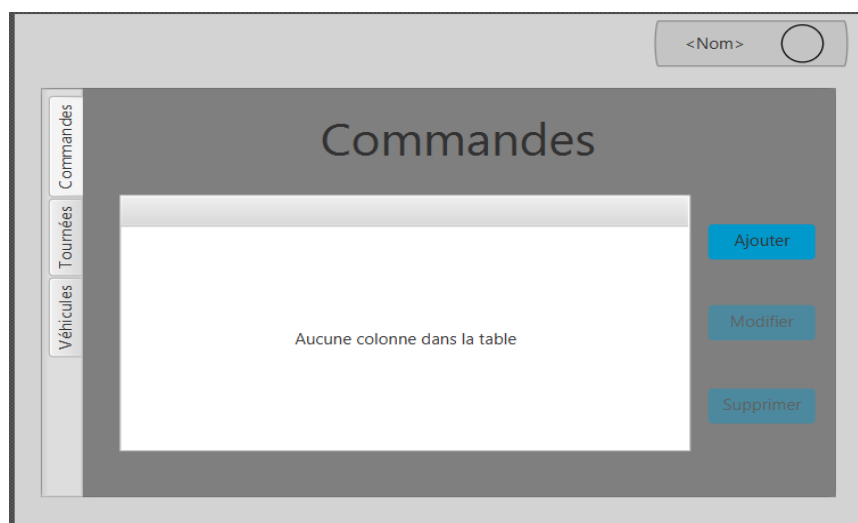 <Nom>
Commandes
Commandes
Tournées
Véhicules
Ajouter
Aucune colonne dans la table
Modifier
Supprimer